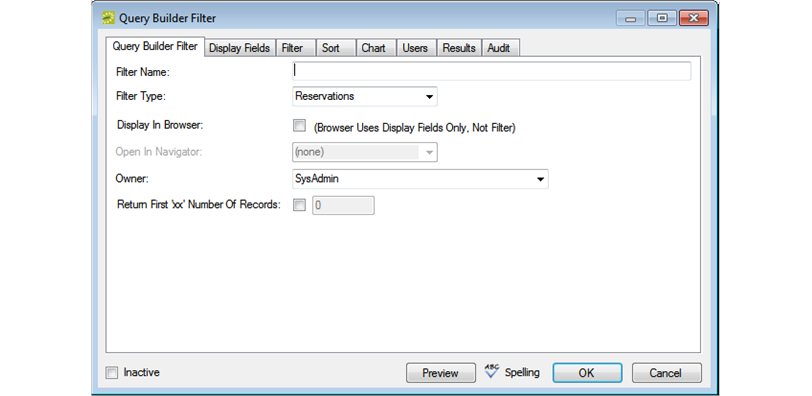 Query Builder Filter
Query Builder Filter Display Fields Filter Sort Chart Users Results Audit
Filter Name:
Filter Type: Reservations
Display In Browser: (Browser Uses Display Fields Only, Not Filter)
Open In Navigator: (none)
Owner: SysAdmin
Return First 'xx' Number Of Records: 0
Inactive Preview ABC Spelling OK Cancel